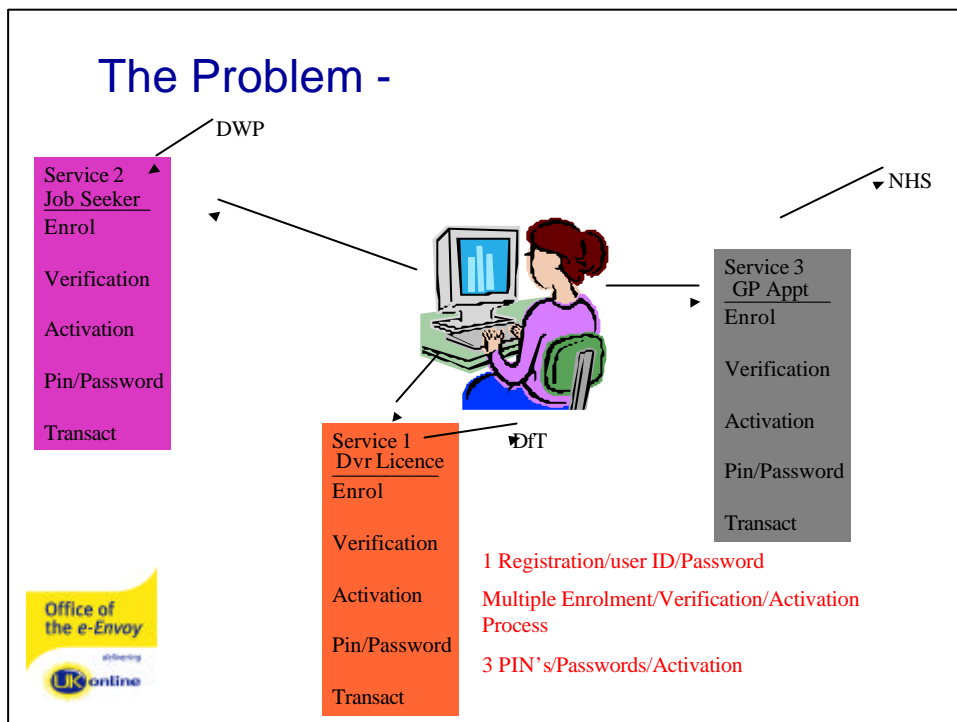 The Problem -
DWP
Service 2
Job Seeker
Enrol
Verification
Activation
Pin/Password
Transact
NHS
Service 3
GP Appt
Enrol
Verification
Activation
Pin/Password
Transact
Service 1
Dvr Licence
Enrol
Verification
Activation
Pin/Password
Transact
DfT
1 Registration/user ID/Password
Multiple Enrolment/Verification/Activation
Process
3 PIN's/Passwords/Activation
Office of
the e-Envoy
delivering
UK online